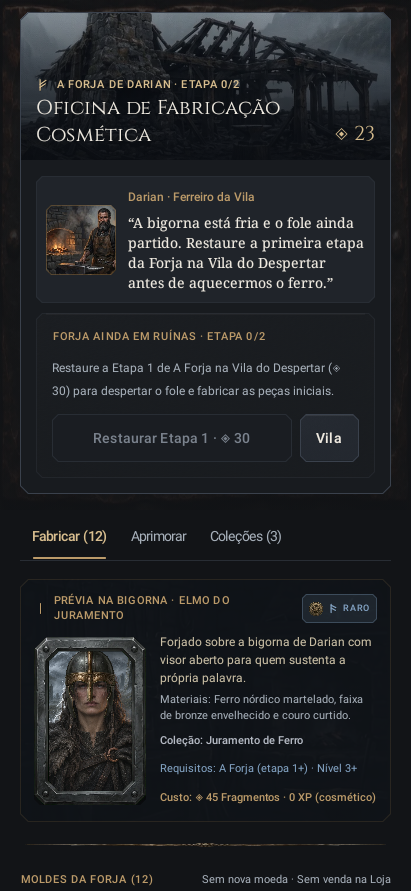 A FORJA DE DARIAN · ETAPA 0/2
Oficina de Fabricação
Cosmética
23
Darian · Ferreiro da Vila
“A bigorna está fria e o fole ainda
partido. Restaure a primeira etapa
da Forja na Vila do Despertar
antes de aquecermos o ferro.”
FORJA AINDA EM RUÍNAS · ETAPA 0/2
Restaure a Etapa 1 de A Forja na Vila do Despertar (◈
30) para despertar o fole e fabricar as peças iniciais.
Restaurar Etapa 1 · ◈ 30
Vila
Fabricar (12)
Aprimorar
Coleções (3)
PRÉVIA NA BIGORNA · ELMO DO
JURAMENTO
RARO
Forjado sobre a bigorna de Darian com
visor aberto para quem sustenta a
própria palavra.
Materiais: Ferro nórdico martelado, faixa
de bronze envelhecido e couro curtido.
Coleção: Juramento de Ferro
Requisitos: A Forja (etapa 1+) · Nível 3+
Custo: ◈ 45 Fragmentos · 0 XP (cosmético)
MOLDES DA FORJA (12)
Sem nova moeda · Sem venda na Loja